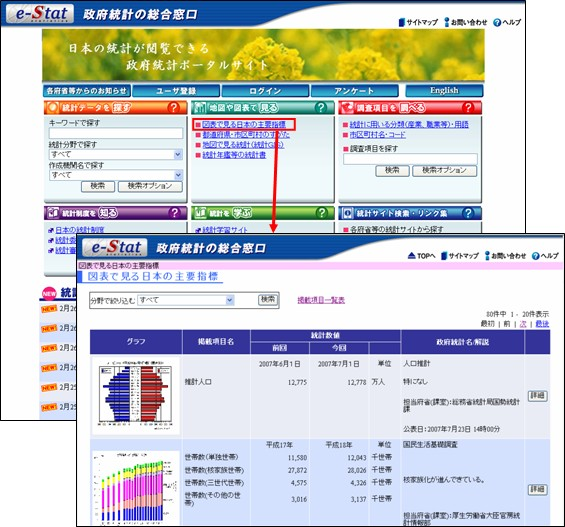 e-Stat 政府統計の総合窓口
サイトマップ お問い合わせ ヘルプ
日本の統計が閲覧できる
政府統計ポータルサイト
各府省等からのお知らせ ユーザ登録 ログイン アンケート English
統計データを探す ?
キーワードで探す
統計分野で探す
すべて
作成機関名で探す
すべて
検索 検索オプション
地図や図表で見る ?
図表で見る日本の主要指標
都道府県・市区町村のすがた
地図で見る統計(統計GIS)
統計年鑑等の統計書
調査項目を調べる ?
統計に用いる分類(産業、職業等)・用語
市区町村名・コード
調査項目を探す
検索 検索オプション
統計制度を知る ?
日本の統計制度
統計を学ぶ ?
統計学習サイト
統計サイト検索・リンク集
各府省等の統計サイトから探す
NEW
NEW 2月26
NEW 2月26
NEW 2月26
NEW 2月26
NEW 2月25
NEW 2月25
e-Stat 政府統計の総合窓口
TOPへ サイトマップ お問い合わせ ヘルプ
図表で見る日本の主要指標
図表で見る日本の主要指標
分野で絞り込む すべて 検索 掲載項目一覧表
80件中 1 - 20件表示
最初 | 前 | 次 | 最後
グラフ 掲載項目名 統計数値 政府統計名/解説
前回 今回 単位
推計人口
2007年6月1日 2007年7月1日 単位
12,775 12,778 万人
人口推計
特になし
担当府省(課室):総務省統計局国勢統計課
公表日:2007年7月23日 14時00分
詳細
平成17年 平成18年 単位
世帯数(単独世帯) 11,580 12,043 千世帯
世帯数(核家族世帯) 27,872 28,026 千世帯
世帯数(三世代世帯) 4,575 4,326 千世帯
世帯数(その他の世帯) 3,016 3,137 千世帯
国民生活基礎調査
核家族化が進んできている。
担当府省(課室):厚生労働省大臣官房統計情報部
詳細